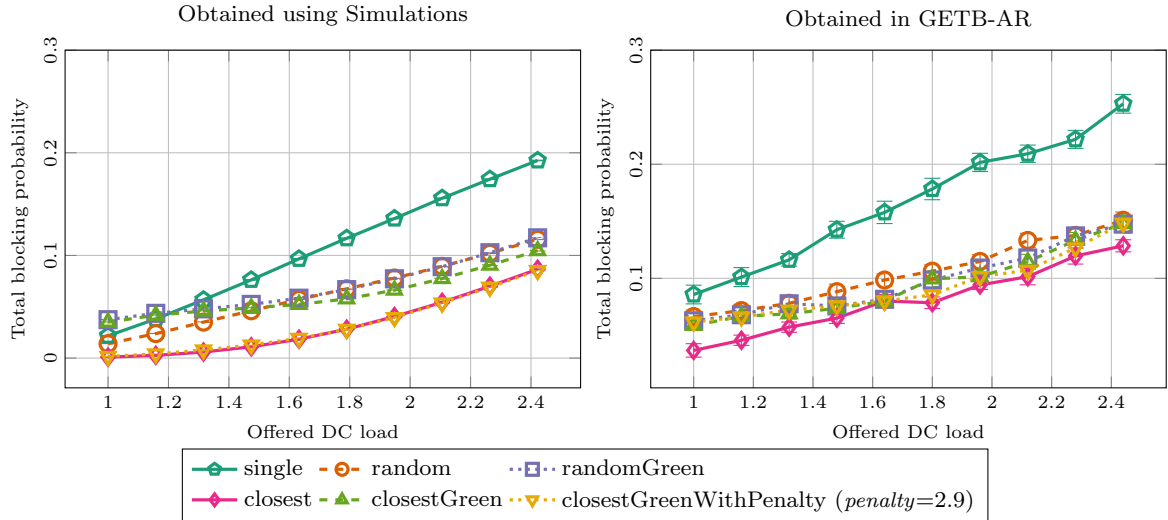 Obtained using Simulations
Total blocking probability
0.3
0.2
0.1
0
1 1.2 1.4 1.6 1.8 2 2.2 2.4
Offered DC load
Obtained in GETB-AR
Total blocking probability
0.3
0.2
0.1
1 1.2 1.4 1.6 1.8 2 2.2 2.4
Offered DC load
single random randomGreen
closest closestGreen closestGreenWithPenalty (penalty=2.9)